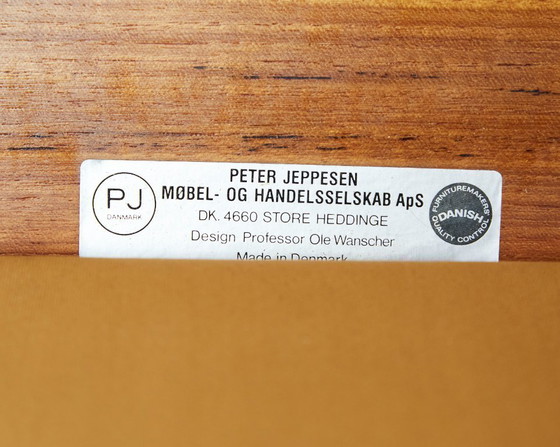 PJ
DANMARK
PETER JEPPESEN
MØBEL- OG HANDELSSELSKAB ApS
DK. 4660 STORE HEDDINGE
Design Professor Ole Wanscher
Made in Denmark
FURNITUREMAKERS'
DANISH
QUALITY CONTROL